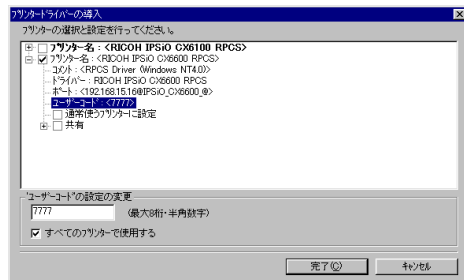 プリンタードライバーの導入
プリンターの選択と設定を行ってください。
プリンター名 : <RICOH IPSiO CX6100 RPCS>
プリンター名 : <RICOH IPSiO CX6600 RPCS>
コメント : <RPCS Driver (Windows NT4.0)>
ドライバー : RICOH IPSiO CX6600 RPCS
ポート : <192.168.15.16@IPSiO_CX6600_@>
ユーザーコード : <7777>
通常使うプリンターに設定
共有
"ユーザーコード"の設定の変更
7777 (最大8桁・半角数字)
すべてのプリンターで使用する
完了(C) キャンセル